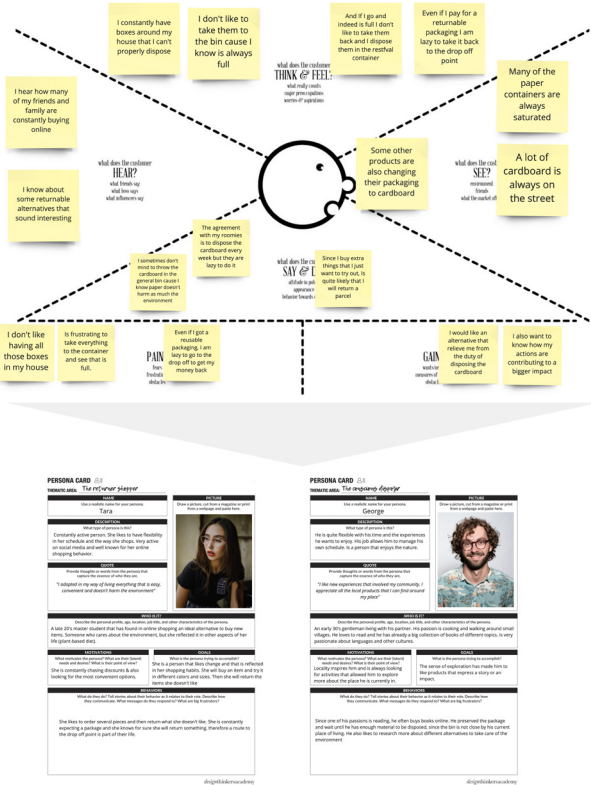 I constantly have
boxes around my
house that I can't
properly dispose
I don't like to
take them to
the bin cause I
know is always
full
And If I go and
indeed is full I don't
like to take them
back and I dispose
them in the restfval
container
Even if I pay for a
returnable
packaging I am
lazy to take it back
to the drop off
point
what does the customer
THINK & FEEL?
what really counts
major preoccupations
worries & aspirations
I hear how many
of my friends and
family are
constantly buying
online
Many of the
paper
containers are
always
saturated
what does the customer
HEAR?
what friends say
what boss says
what influencers say
I know about
some returnable
alternatives that
sound interesting
Some other
products are
also changing
their packaging
to cardboard
what does the cust
SEE?
environment
friends
what the market of
A lot of
cardboard is
always on
the street
The agreement
with my roomies
is to dispose the
cardboard every
week but they are
lazy to do it
I sometimes don't
mind to throw the
cardboard in the
general bin cause I
know paper doesn't
harm as much the
environment
what does the cu
SAY & D
attitude in pub
appearance
behavior towards o
Since I buy extra
things that I just
want to try out, is
quite likely that I
will return a
parcel
I don't like
having all
those boxes
in my house
Is frustrating to
take everything
to the container
and see that is
full.
Even if I got a
reusable
packaging, I am
lazy to go to the
drop off to get my
money back
PAIN
fears
frustrati
obstacles
GAIN
wants/ne
measures of
obstacl
I would like an
alternative that
relieve me from
the duty of
disposing the
cardboard
I also want to
know how my
actions are
contributing to a
bigger impact
PERSONA CARD
THEMATIC AREA: The returner shopper
NAME
Use a realistic name for your persona.
Tara
PICTURE
Draw a picture, cut from a magazine or print
from a webpage and paste here.
DESCRIPTION
What type of persona is this?
Constantly active person. She likes to have flexibility
in her schedule and the way she shops. Very active
on social media and well known for her online
shopping behavior.
QUOTE
Provide thoughts or words from the persona that
capture the essence of who they are.
"I adapted in my way of living everything that is easy,
convenient and doesn't harm the environment"
WHO IS IT?
Describe the personal profile, age, location, job title, and other characteristics of the persona.
A late 20's master student that has found in online shopping an ideal alternative to buy new
items. Someone who cares about the environment, but she reflected it in other aspects of her
life (plant based diet).
MOTIVATIONS
What motivates the persona? What are their (latent)
needs and desires? What is their point of view?
She is constantly chasing discounts & also
looking for the most convenient options.
GOALS
What is the persona trying to accomplish?
She is a person that likes change and that is reflected
in her shopping habits. She will buy an item and try it
in different colors and sizes. Then she will return the
items she doesn't like
BEHAVIORS
What do they do? Tell stories about their behavior as it relates to their role. Describe how
they communicate. What messages do they respond to? What are big frustrators?
She likes to order several pieces and then return what she doesn't like. She is constantly
expecting a package and she knows for sure she will return something, therefore a route to
the drop off point is part of their life.
designthinkersacademy
PERSONA CARD
THEMATIC AREA: The conscious disposler
NAME
Use a realistic name for your persona.
George
PICTURE
Draw a picture, cut from a magazine or print
from a webpage and paste here.
DESCRIPTION
What type of persona is this?
He is quite flexible with his time and the experiences
he wants to enjoy. His job allows him to manage his
own schedule. Is a person that enjoys the nature.
QUOTE
Provide thoughts or words from the persona that
capture the essence of who they are.
"I like new experiences that involved my community. I
appreciate all the local products that I can find around
my place"
WHO IS IT?
Describe the personal profile, age, location, job title, and other characteristics of the persona.
An early 30's gentleman living with his partner. His passion is cooking and walking around small
villages. He loves to read and he has already a big collection of books of different topics. Is very
passionate about languages and other cultures.
MOTIVATIONS
What motivates the persona? What are their (latent)
needs and desires? What is their point of view?
Locality inspires him and is always looking
for activities that allowed him to explore
more about the place he is currently in.
GOALS
What is the persona trying to accomplish?
The sense of exploration had made him to
like products that express a story or an
impact.
BEHAVIORS
What do they do? Tell stories about their behavior as it relates to their role. Describe how
they communicate. What messages do they respond to? What are big frustrators?
Since one of his passions is reading, he often buys books online. He preserved the package
and wait until he has enough material to be disposed, since the bin is not close by his current
place of living. He also likes to research more about different alternatives to take care of the
environment
designthinkersacademy